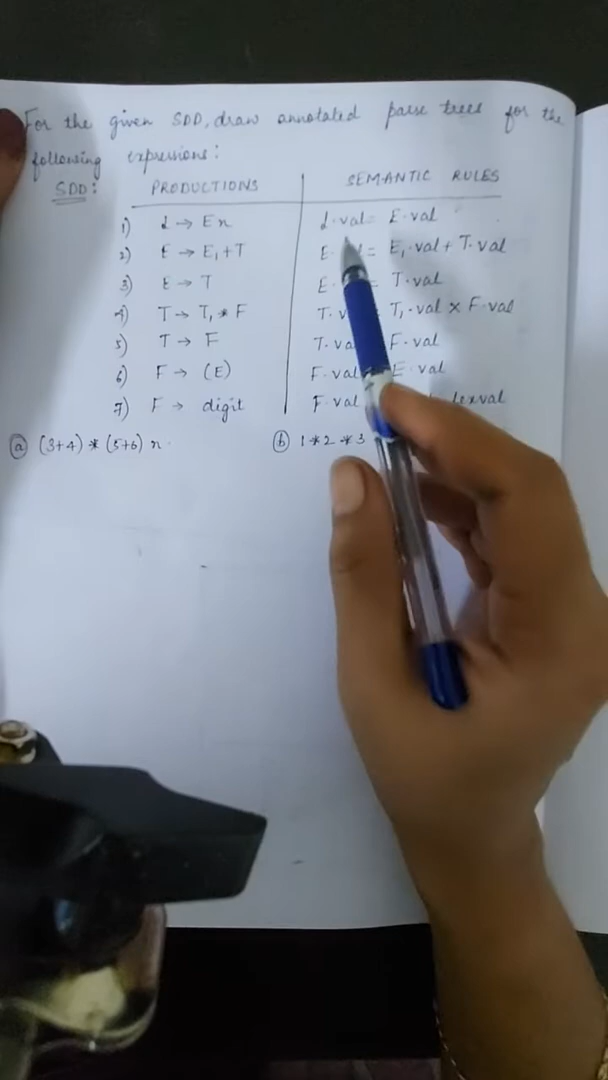 For the given SDD, draw annotated parse trees for the
following expressions:
SDD: PRODUCTIONS SEMANTIC RULES
1) L → En L.val = E.val
2) E → E₁ + T E. = E₁.val + T.val
3) E → T E. T.val
4) T → T₁ * F T.v T₁.val × F.val
5) T → F T.va F.val
6) F → (E) F.val E.val
7) F → digit F.val lexval
(a) (3+4) * (5+6) n. (b) 1 * 2 * 3